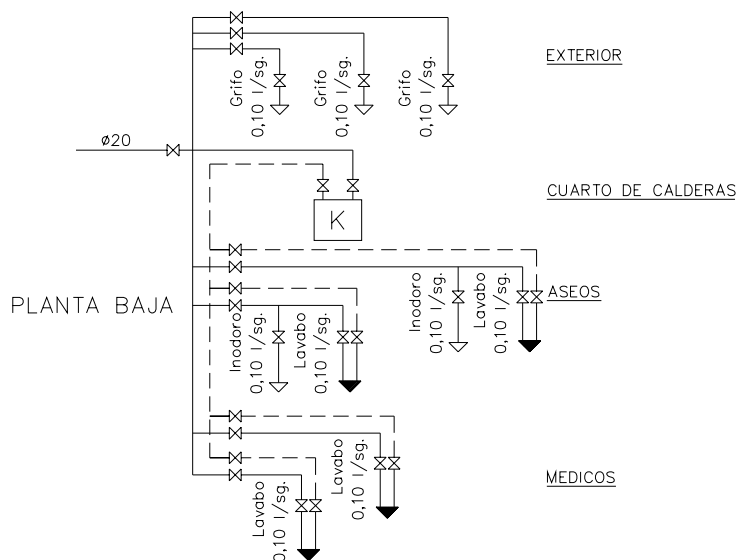 EXTERIOR
Grifo
0,10 l/sg.
Grifo
0,10 l/sg.
Grifo
0,10 l/sg.
ø20
CUARTO DE CALDERAS
K
PLANTA BAJA
ASEOS
Inodoro
0,10 l/sg.
Lavabo
0,10 l/sg.
Inodoro
0,10 l/sg.
Lavabo
0,10 l/sg.
MEDICOS
Lavabo
0,10 l/sg.
Lavabo
0,10 l/sg.